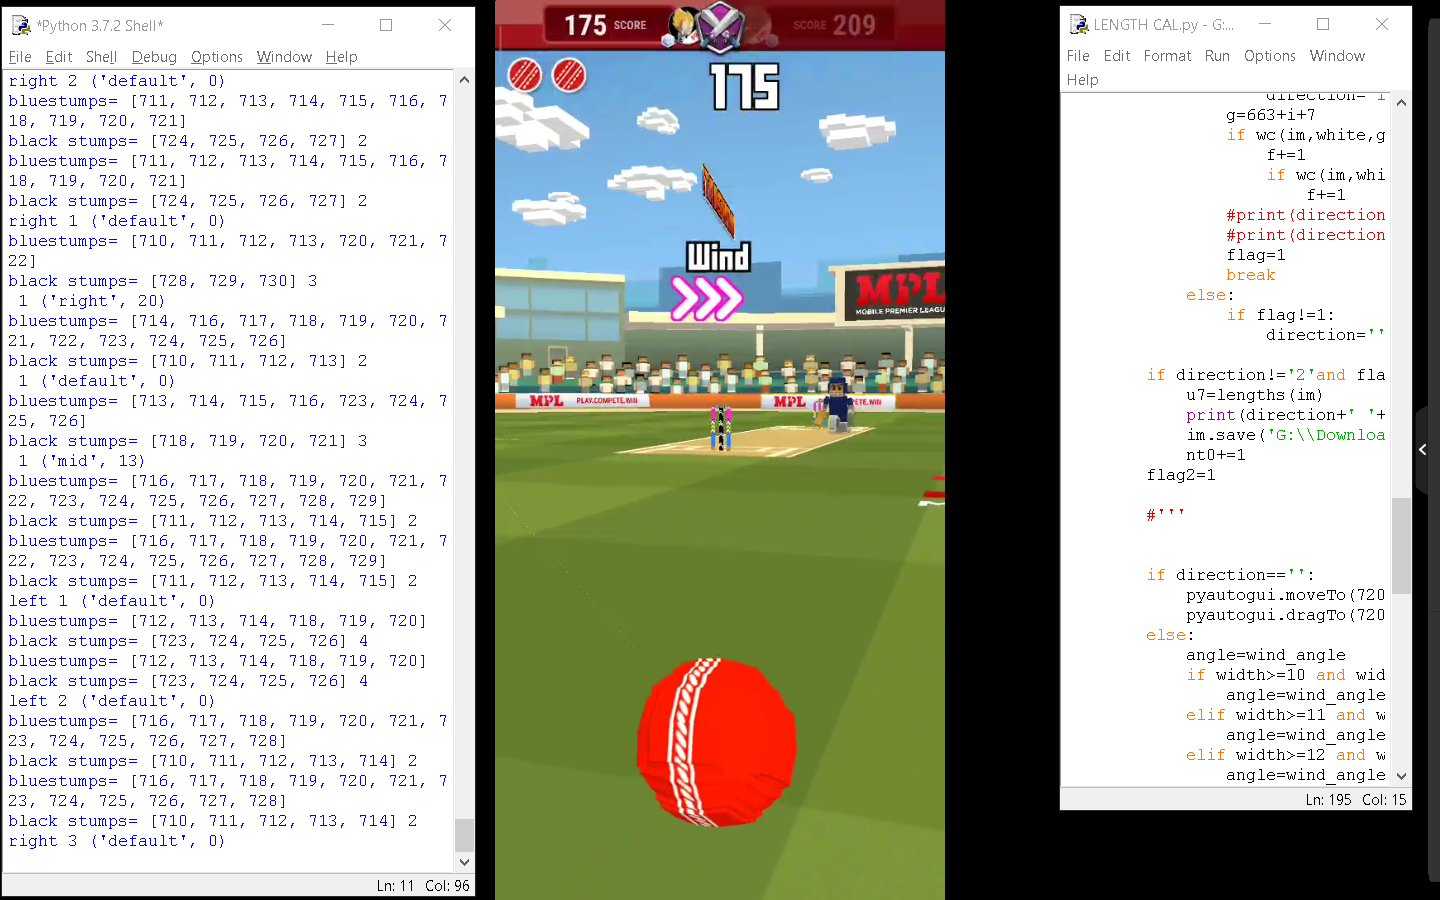 *Python 3.7.2 Shell*
File Edit Shell Debug Options Window Help
right 2 ('default', 0)
bluestumps= [711, 712, 713, 714, 715, 716, 7
18, 719, 720, 721]
black stumps= [724, 725, 726, 727] 2
bluestumps= [711, 712, 713, 714, 715, 716, 7
18, 719, 720, 721]
black stumps= [724, 725, 726, 727] 2
right 1 ('default', 0)
bluestumps= [710, 711, 712, 713, 720, 721, 7
22]
black stumps= [728, 729, 730] 3
1 ('right', 20)
bluestumps= [714, 716, 717, 718, 719, 720, 7
21, 722, 723, 724, 725, 726]
black stumps= [710, 711, 712, 713] 2
1 ('default', 0)
bluestumps= [713, 714, 715, 716, 723, 724, 7
25, 726]
black stumps= [718, 719, 720, 721] 3
1 ('mid', 13)
bluestumps= [716, 717, 718, 719, 720, 721, 7
22, 723, 724, 725, 726, 727, 728, 729]
black stumps= [711, 712, 713, 714, 715] 2
bluestumps= [716, 717, 718, 719, 720, 721, 7
22, 723, 724, 725, 726, 727, 728, 729]
black stumps= [711, 712, 713, 714, 715] 2
left 1 ('default', 0)
bluestumps= [712, 713, 714, 718, 719, 720]
black stumps= [723, 724, 725, 726] 4
bluestumps= [712, 713, 714, 718, 719, 720]
black stumps= [723, 724, 725, 726] 4
left 2 ('default', 0)
bluestumps= [716, 717, 718, 719, 720, 721, 7
23, 724, 725, 726, 727, 728]
black stumps= [710, 711, 712, 713, 714] 2
bluestumps= [716, 717, 718, 719, 720, 721, 7
23, 724, 725, 726, 727, 728]
black stumps= [710, 711, 712, 713, 714] 2
right 3 ('default', 0)
Ln: 11 Col: 96
175 SCORE
SCORE 209
175
Wind
MPL
MOBILE PREMIER LEAGU
MPL PLAY.COMPETE.WIN
MPL COMPETE.WIN
LENGTH CAL.py - G:...
File Edit Format Run Options Window
Help
direction='
g=663+i+7
if wc(im,white,g
f+=1
if wc(im,whi
f+=1
#print(direction
#print(direction
flag=1
break
else:
if flag!=1:
direction=''
if direction!='2'and fla
u7=lengths(im)
print(direction+' '+
im.save('G:\\Downloa
nt0+=1
flag2=1
#'''
if direction=='':
pyautogui.moveTo(720
pyautogui.dragTo(720
else:
angle=wind_angle
if width>=10 and wid
angle=wind_angle
elif width>=11 and w
angle=wind_angle
elif width>=12 and w
angle=wind_angle
Ln: 195 Col: 15